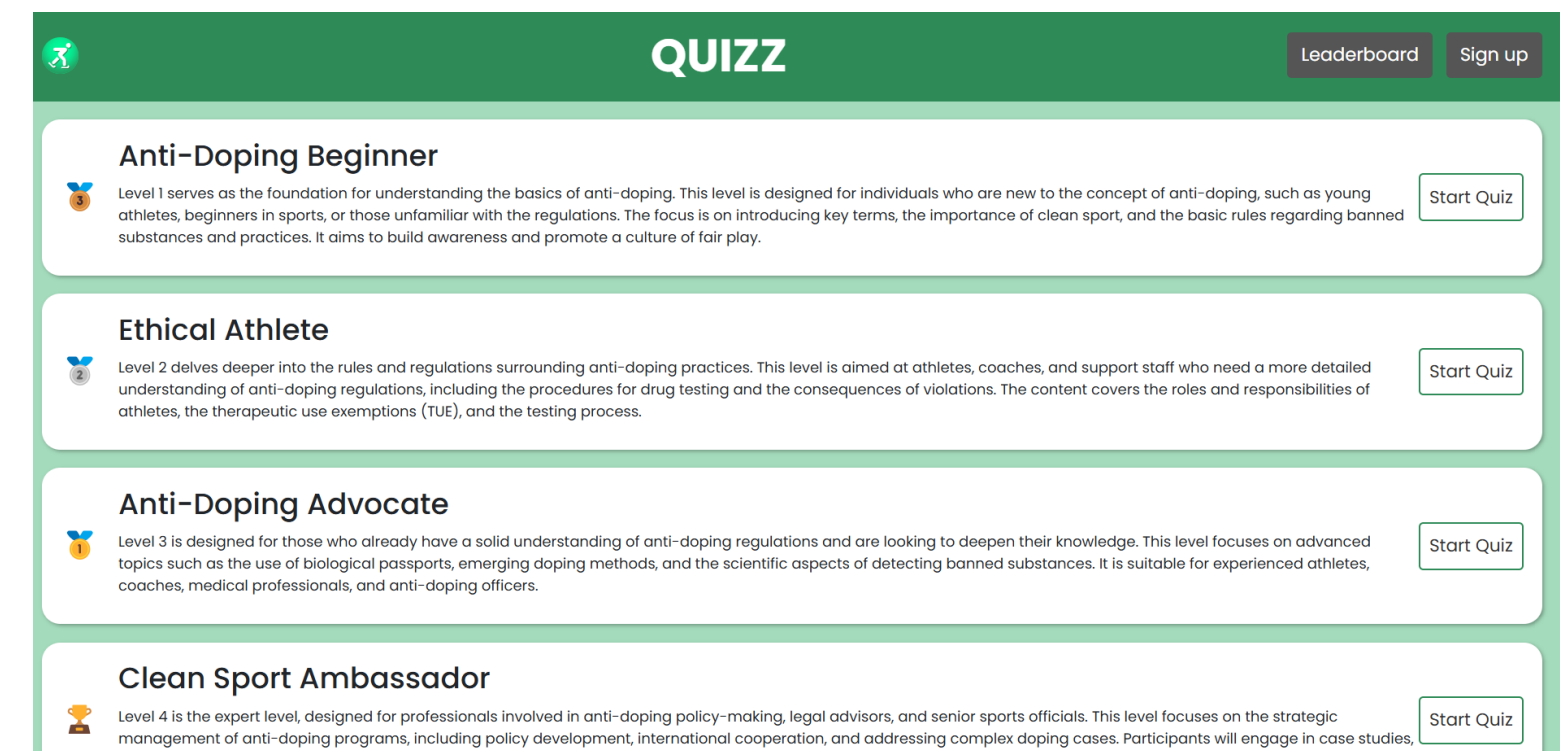 QUIZZ
Leaderboard
Sign up
Anti-Doping Beginner
3
Level 1 serves as the foundation for understanding the basics of anti-doping. This level is designed for individuals who are new to the concept of anti-doping, such as young
athletes, beginners in sports, or those unfamiliar with the regulations. The focus is on introducing key terms, the importance of clean sport, and the basic rules regarding banned
substances and practices. It aims to build awareness and promote a culture of fair play.
Start Quiz
Ethical Athlete
2
Level 2 delves deeper into the rules and regulations surrounding anti-doping practices. This level is aimed at athletes, coaches, and support staff who need a more detailed
understanding of anti-doping regulations, including the procedures for drug testing and the consequences of violations. The content covers the roles and responsibilities of
athletes, the therapeutic use exemptions (TUE), and the testing process.
Start Quiz
Anti-Doping Advocate
1
Level 3 is designed for those who already have a solid understanding of anti-doping regulations and are looking to deepen their knowledge. This level focuses on advanced
topics such as the use of biological passports, emerging doping methods, and the scientific aspects of detecting banned substances. It is suitable for experienced athletes,
coaches, medical professionals, and anti-doping officers.
Start Quiz
Clean Sport Ambassador
Level 4 is the expert level, designed for professionals involved in anti-doping policy-making, legal advisors, and senior sports officials. This level focuses on the strategic
management of anti-doping programs, including policy development, international cooperation, and addressing complex doping cases. Participants will engage in case studies,
Start Quiz